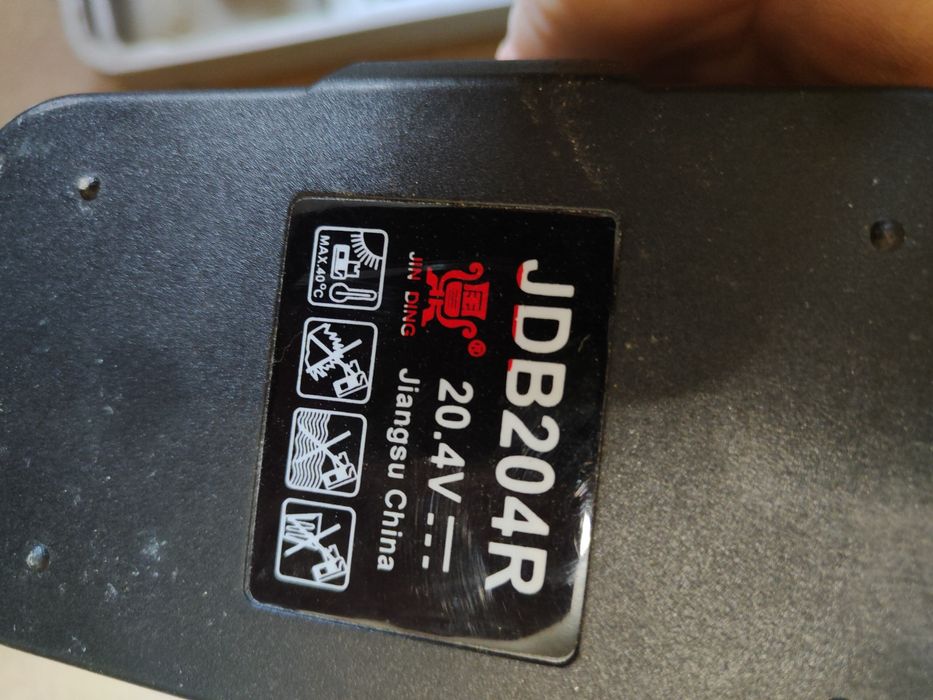 JDB204R
®
JIN DING
20.4V
Jiangsu China
MAX.40°C